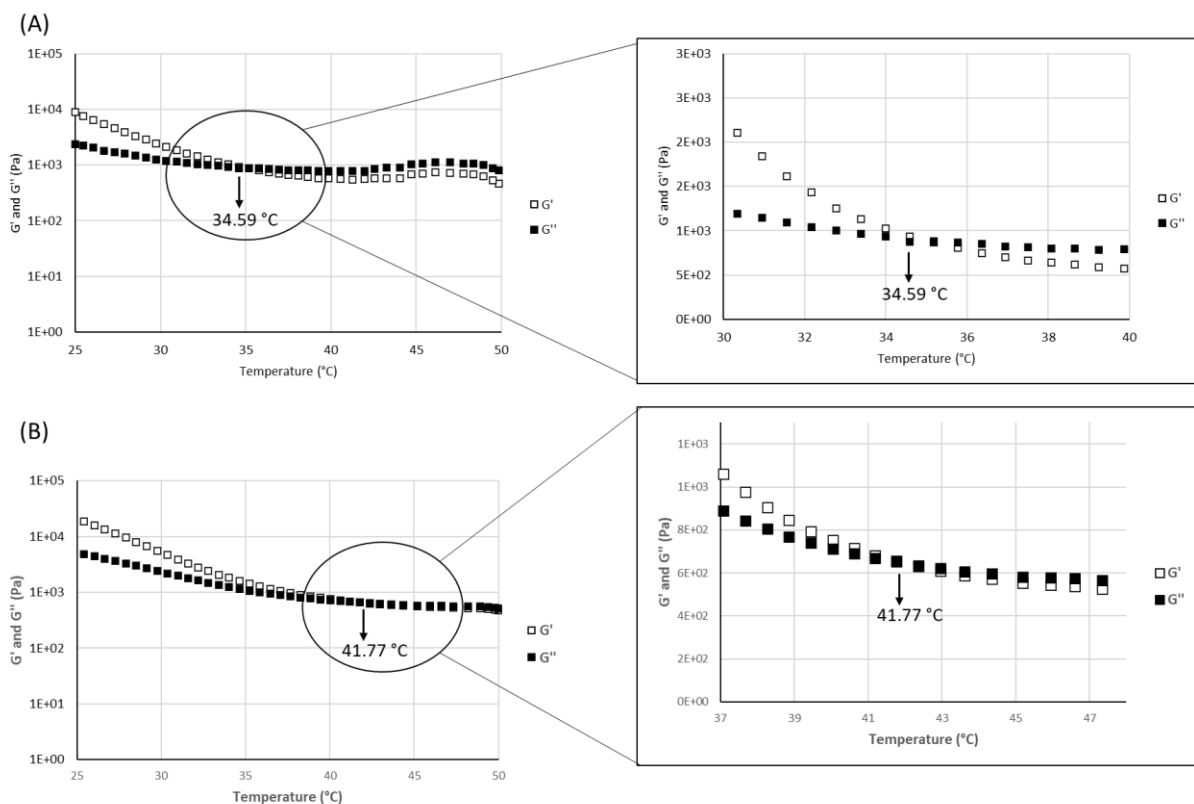 (A)
1E+05
1E+04
1E+03
1E+02
1E+01
1E+00
G' and G'' (Pa)
34.59 °C
G'
G''
25 30 35 40 45 50
Temperature (°C)
3E+03
3E+03
2E+03
2E+03
1E+03
5E+02
0E+00
G' and G'' (Pa)
34.59 °C
G'
G''
30 32 34 36 38 40
Temperature (°C)
(B)
1E+05
1E+04
1E+03
1E+02
1E+01
1E+00
G' and G'' (Pa)
41.77 °C
G'
G''
25 30 35 40 45 50
Temperature (°C)
1E+03
1E+03
8E+02
6E+02
4E+02
2E+02
0E+00
G' and G'' (Pa)
41.77 °C
G'
G''
37 39 41 43 45 47
Temperature (°C)